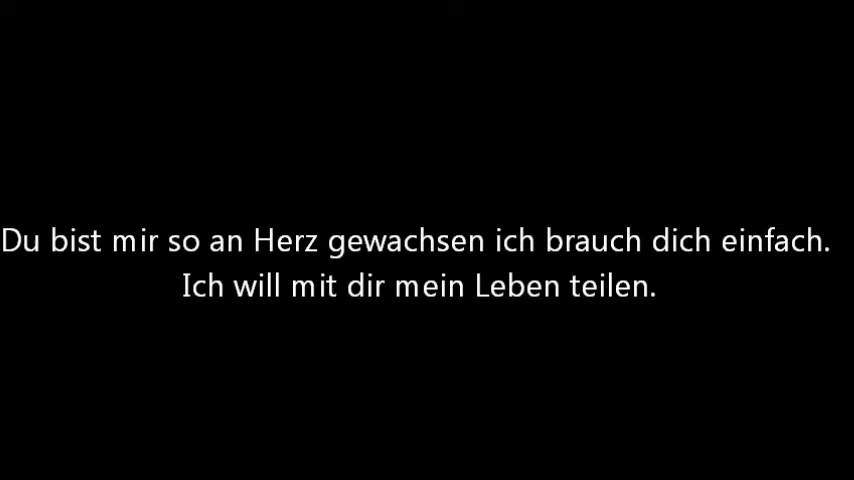 Du bist mir so an Herz gewachsen ich brauch dich einfach.
Ich will mit dir mein Leben teilen.